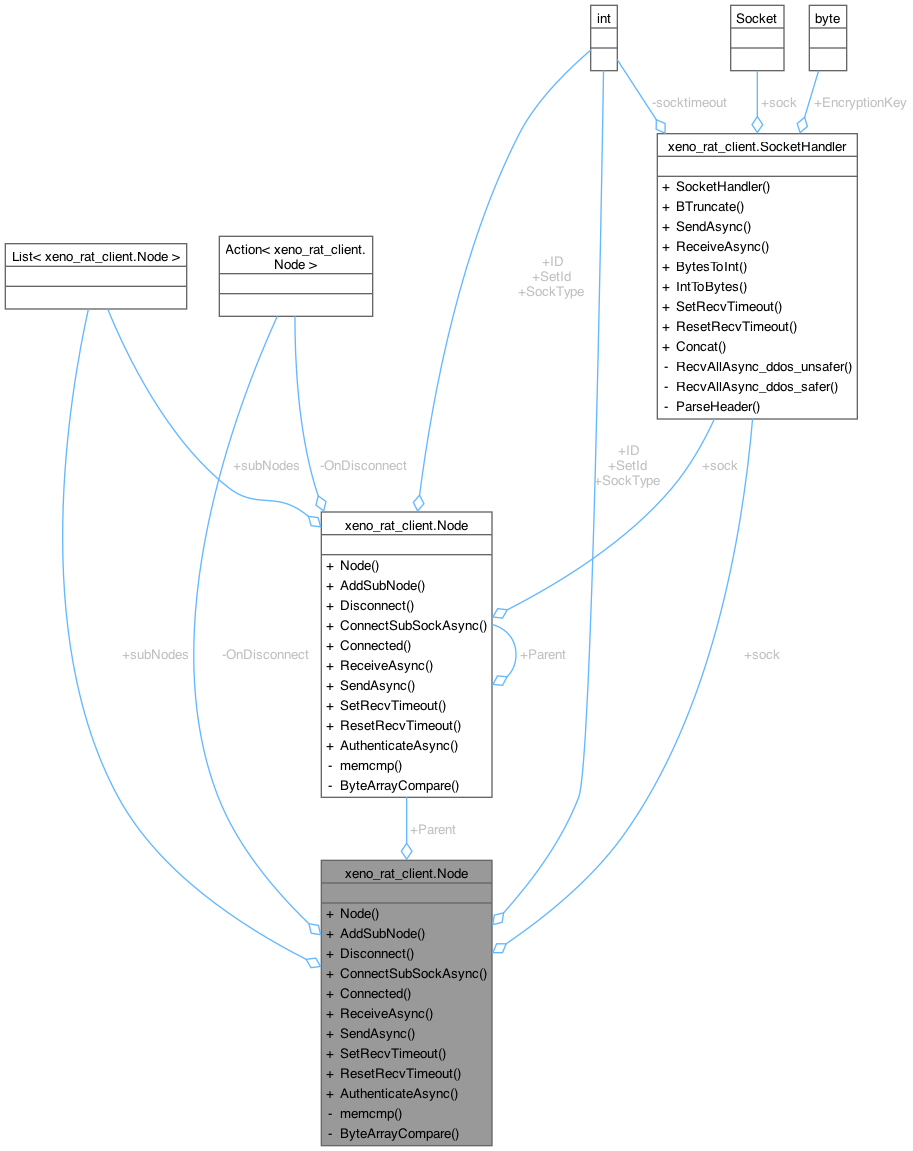 int
Socket
byte
-socktimeout
+sock
+EncryptionKey
xeno_rat_client.SocketHandler
+ SocketHandler()
+ BTruncate()
+ SendAsync()
+ ReceiveAsync()
+ BytesToInt()
+ IntToBytes()
+ SetRecvTimeout()
+ ResetRecvTimeout()
+ Concat()
- RecvAllAsync_ddos_unsafer()
- RecvAllAsync_ddos_safer()
- ParseHeader()
List< xeno_rat_client.Node >
Action< xeno_rat_client.
Node >
+ID
+SetId
+SockType
+subNodes
-OnDisconnect
+ID
+SetId
+SockType
+sock
xeno_rat_client.Node
+ Node()
+ AddSubNode()
+ Disconnect()
+ ConnectSubSockAsync()
+ Connected()
+ ReceiveAsync()
+ SendAsync()
+ SetRecvTimeout()
+ ResetRecvTimeout()
+ AuthenticateAsync()
- memcmp()
- ByteArrayCompare()
+subNodes
-OnDisconnect
+Parent
+sock
+Parent
xeno_rat_client.Node
+ Node()
+ AddSubNode()
+ Disconnect()
+ ConnectSubSockAsync()
+ Connected()
+ ReceiveAsync()
+ SendAsync()
+ SetRecvTimeout()
+ ResetRecvTimeout()
+ AuthenticateAsync()
- memcmp()
- ByteArrayCompare()